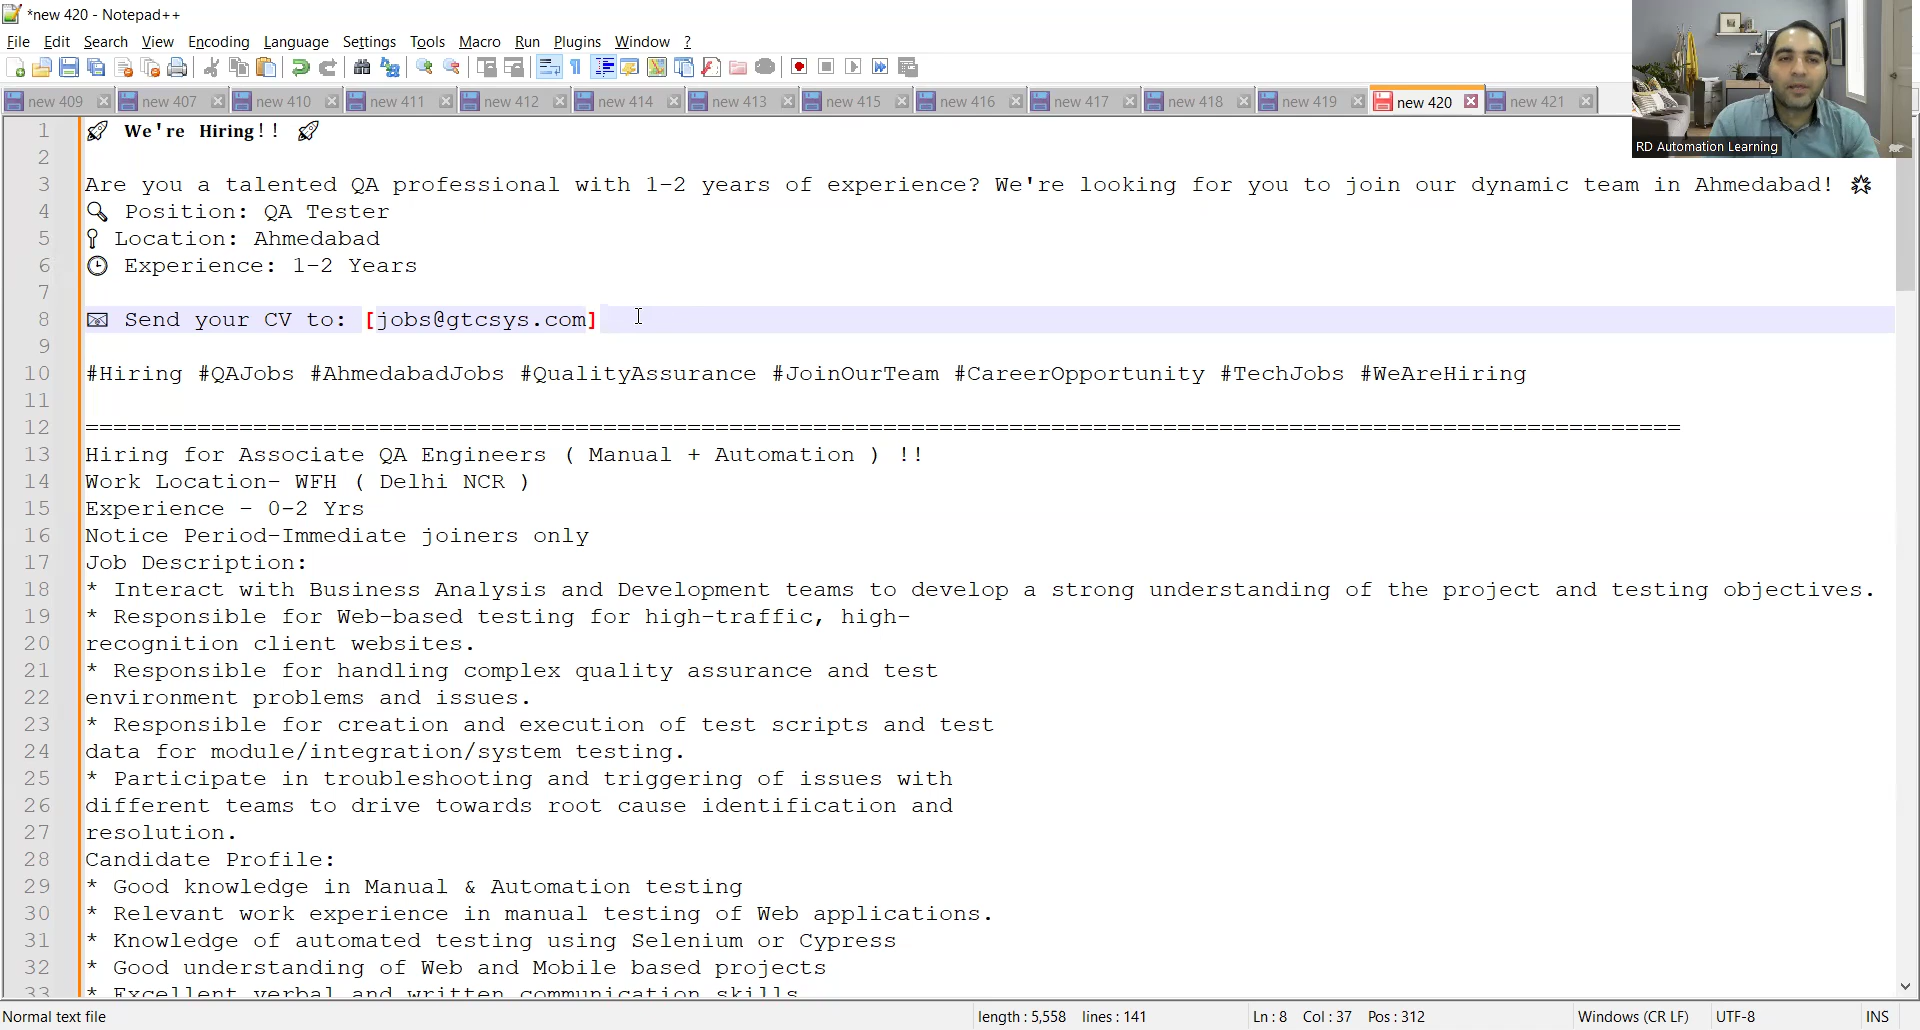 *new 420 - Notepad++
File Edit Search View Encoding Language Settings Tools Macro Run Plugins Window ?
new 409 new 407 new 410 new 411 new 412 new 414 new 413 new 415 new 416 new 417 new 418 new 419 new 420 new 421
RD Automation Learning
1 🚀 We're Hiring!! 🚀
2
3 Are you a talented QA professional with 1-2 years of experience? We're looking for you to join our dynamic team in Ahmedabad! 🌟
4 🔍 Position: QA Tester
5 📍 Location: Ahmedabad
6 🕒 Experience: 1-2 Years
7
8 📧 Send your CV to: [jobs@gtcsys.com]
9
10 #Hiring #QAJobs #AhmedabadJobs #QualityAssurance #JoinOurTeam #CareerOpportunity #TechJobs #WeAreHiring
11
12 ==================================================================================================================
13 Hiring for Associate QA Engineers ( Manual + Automation ) !!
14 Work Location- WFH ( Delhi NCR )
15 Experience - 0-2 Yrs
16 Notice Period-Immediate joiners only
17 Job Description:
18 * Interact with Business Analysis and Development teams to develop a strong understanding of the project and testing objectives.
19 * Responsible for Web-based testing for high-traffic, high-
20 recognition client websites.
21 * Responsible for handling complex quality assurance and test
22 environment problems and issues.
23 * Responsible for creation and execution of test scripts and test
24 data for module/integration/system testing.
25 * Participate in troubleshooting and triggering of issues with
26 different teams to drive towards root cause identification and
27 resolution.
28 Candidate Profile:
29 * Good knowledge in Manual & Automation testing
30 * Relevant work experience in manual testing of Web applications.
31 * Knowledge of automated testing using Selenium or Cypress
32 * Good understanding of Web and Mobile based projects
33 * Excellent verbal and written communication skills
Normal text file length : 5,558 lines : 141 Ln : 8 Col : 37 Pos : 312 Windows (CR LF) UTF-8 INS